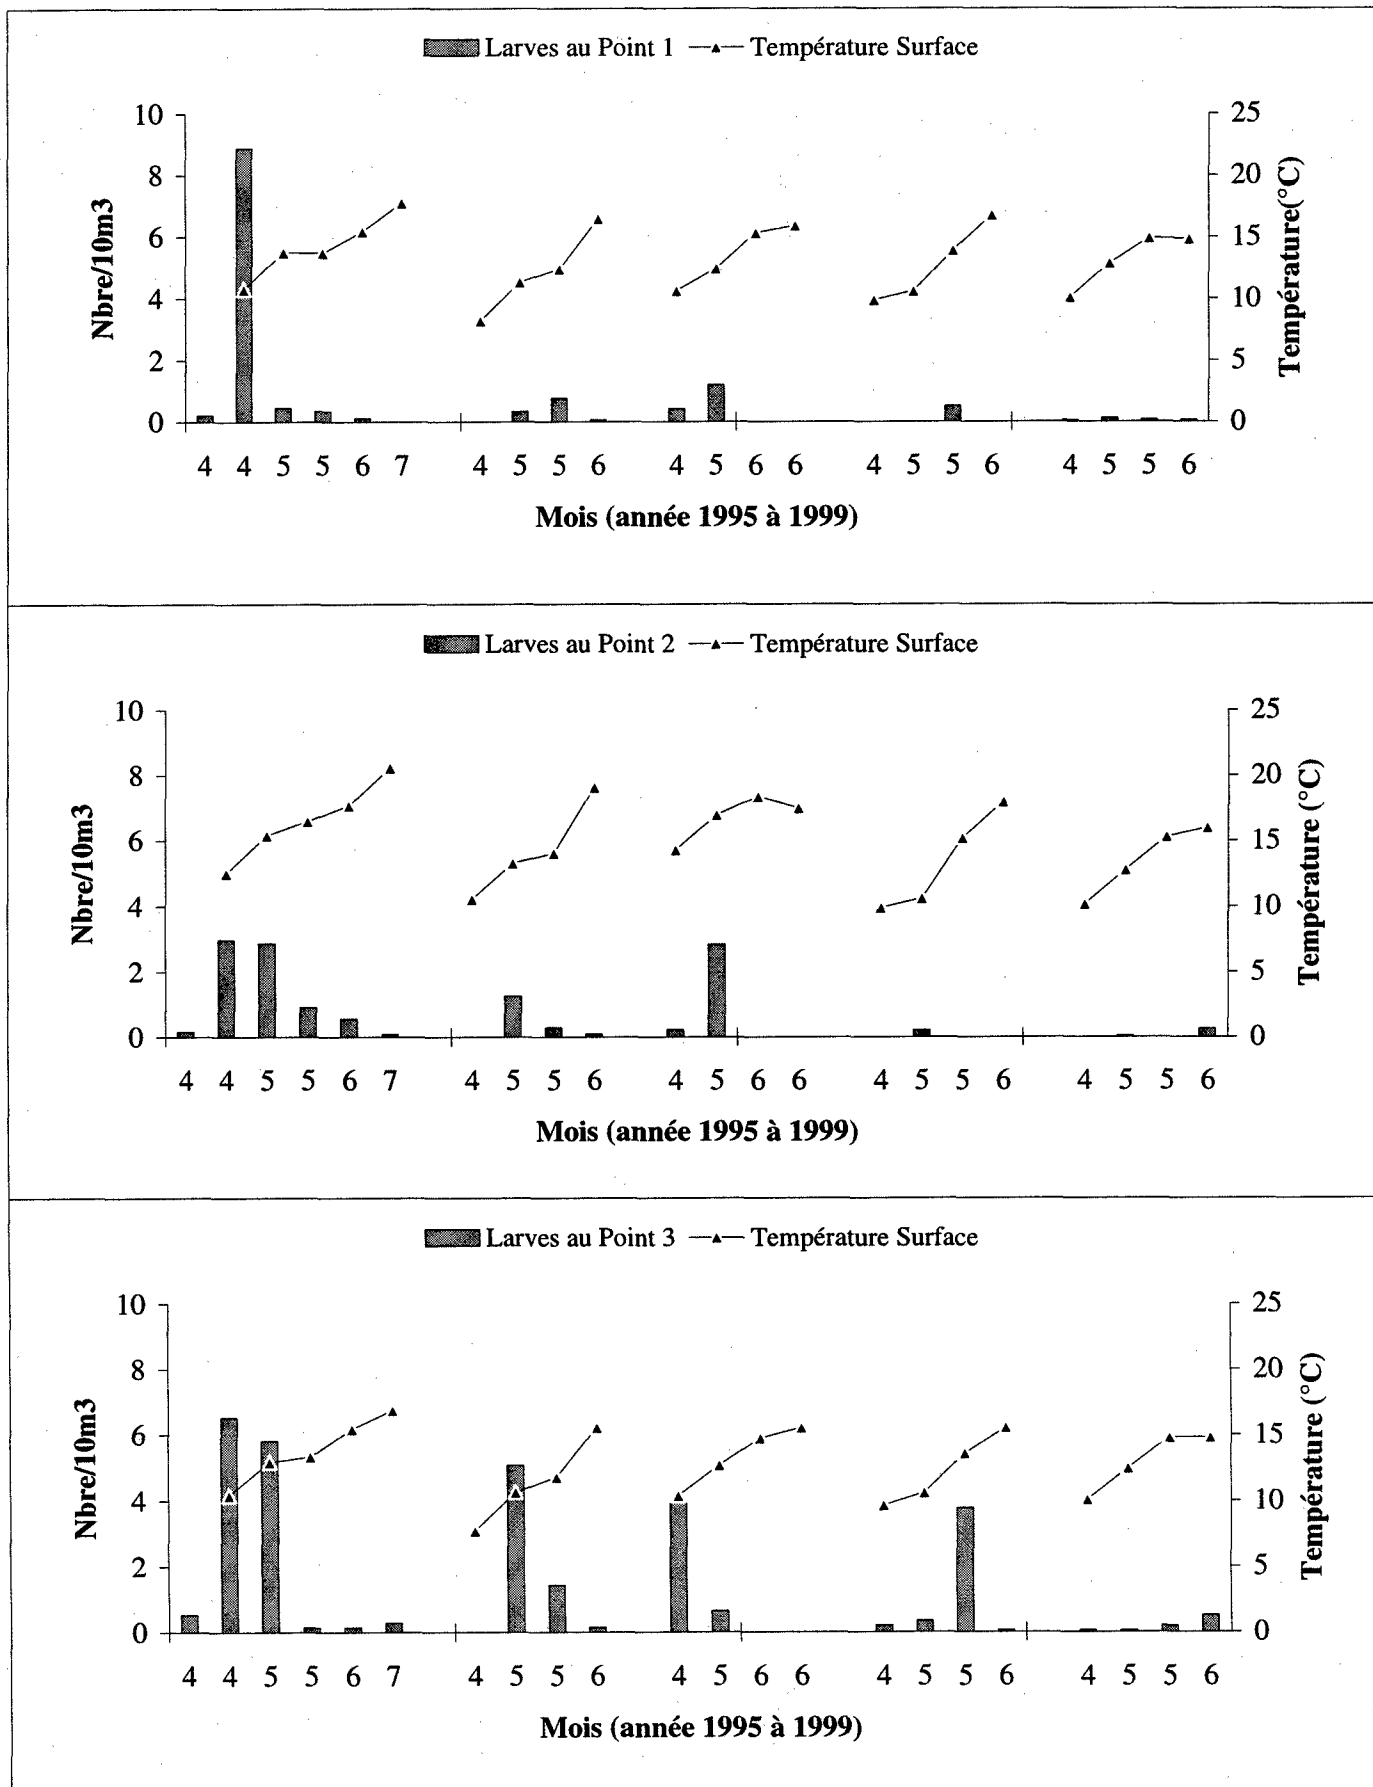 Larves au Point 1 Température Surface
10 25
8 20
6 15
4 10
2 5
0 0
Nbre/10m3
Température(°C)
4 4 5 5 6 7 4 5 5 6 4 5 6 6 4 5 5 6 4 5 5 6
Mois (année 1995 à 1999)
Larves au Point 2 Température Surface
10 25
8 20
6 15
4 10
2 5
0 0
Nbre/10m3
Température (°C)
4 4 5 5 6 7 4 5 5 6 4 5 6 6 4 5 5 6 4 5 5 6
Mois (année 1995 à 1999)
Larves au Point 3 Température Surface
10 25
8 20
6 15
4 10
2 5
0 0
Nbre/10m3
Température (°C)
4 4 5 5 6 7 4 5 5 6 4 5 6 6 4 5 5 6 4 5 5 6
Mois (année 1995 à 1999)